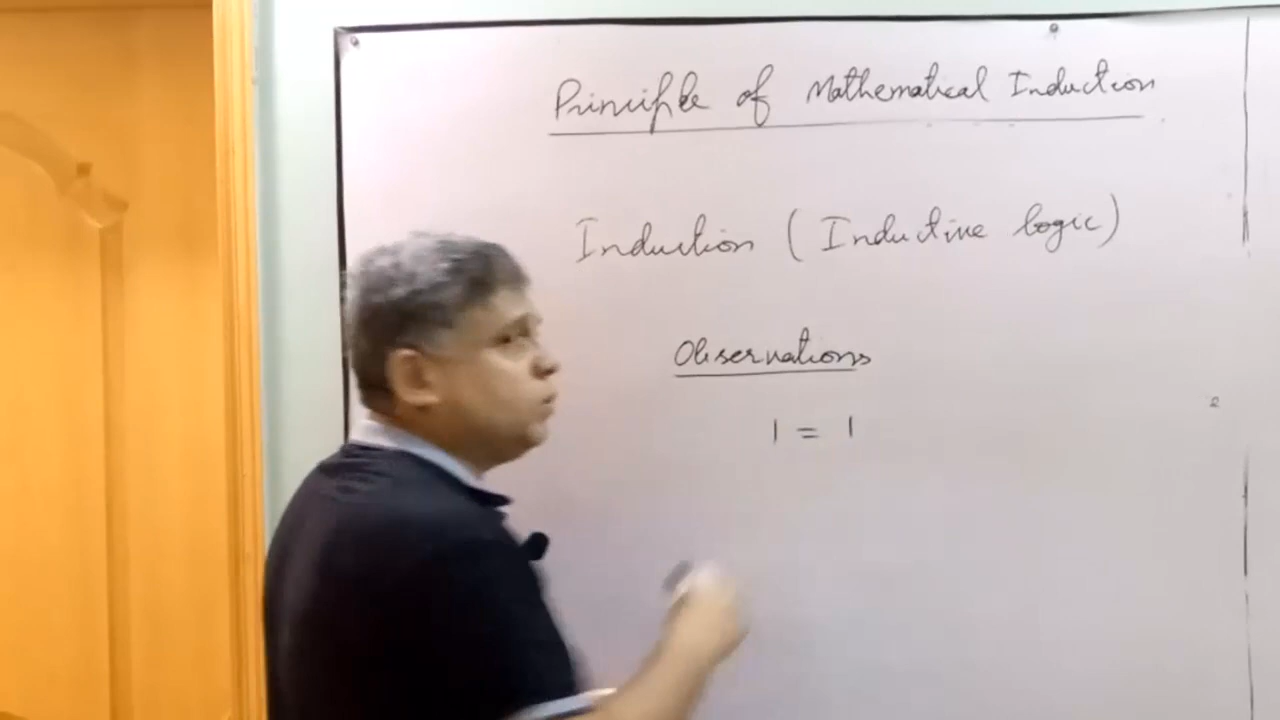 Principle of Mathematical Induction
Induction (Inductive logic)
Observations
1 = 1